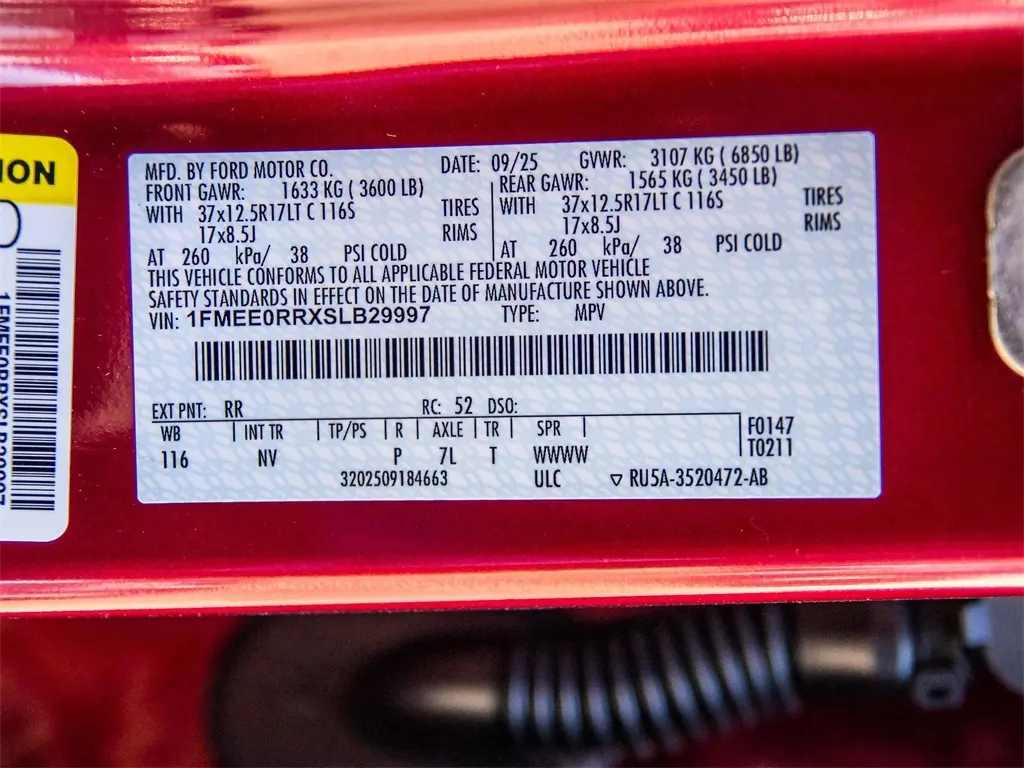 ION
1FMEE0RRXSLB29997
MFD. BY FORD MOTOR CO. DATE: 09/25 GVWR: 3107 KG ( 6850 LB)
FRONT GAWR: 1633 KG ( 3600 LB) REAR GAWR: 1565 KG ( 3450 LB)
WITH 37x12.5R17LT C 116S TIRES WITH 37x12.5R17LT C 116S TIRES
17x8.5J RIMS 17x8.5J RIMS
AT 260 kPa/ 38 PSI COLD AT 260 kPa/ 38 PSI COLD
THIS VEHICLE CONFORMS TO ALL APPLICABLE FEDERAL MOTOR VEHICLE
SAFETY STANDARDS IN EFFECT ON THE DATE OF MANUFACTURE SHOWN ABOVE.
VIN: 1FMEE0RRXSLB29997 TYPE: MPV
EXT PNT: RR RC: 52 DSO:
WB INT TR TP/PS R AXLE TR SPR F0147
116 NV P 7L T WWWW T0211
3202509184663 ULC ▽ RU5A-3520472-AB